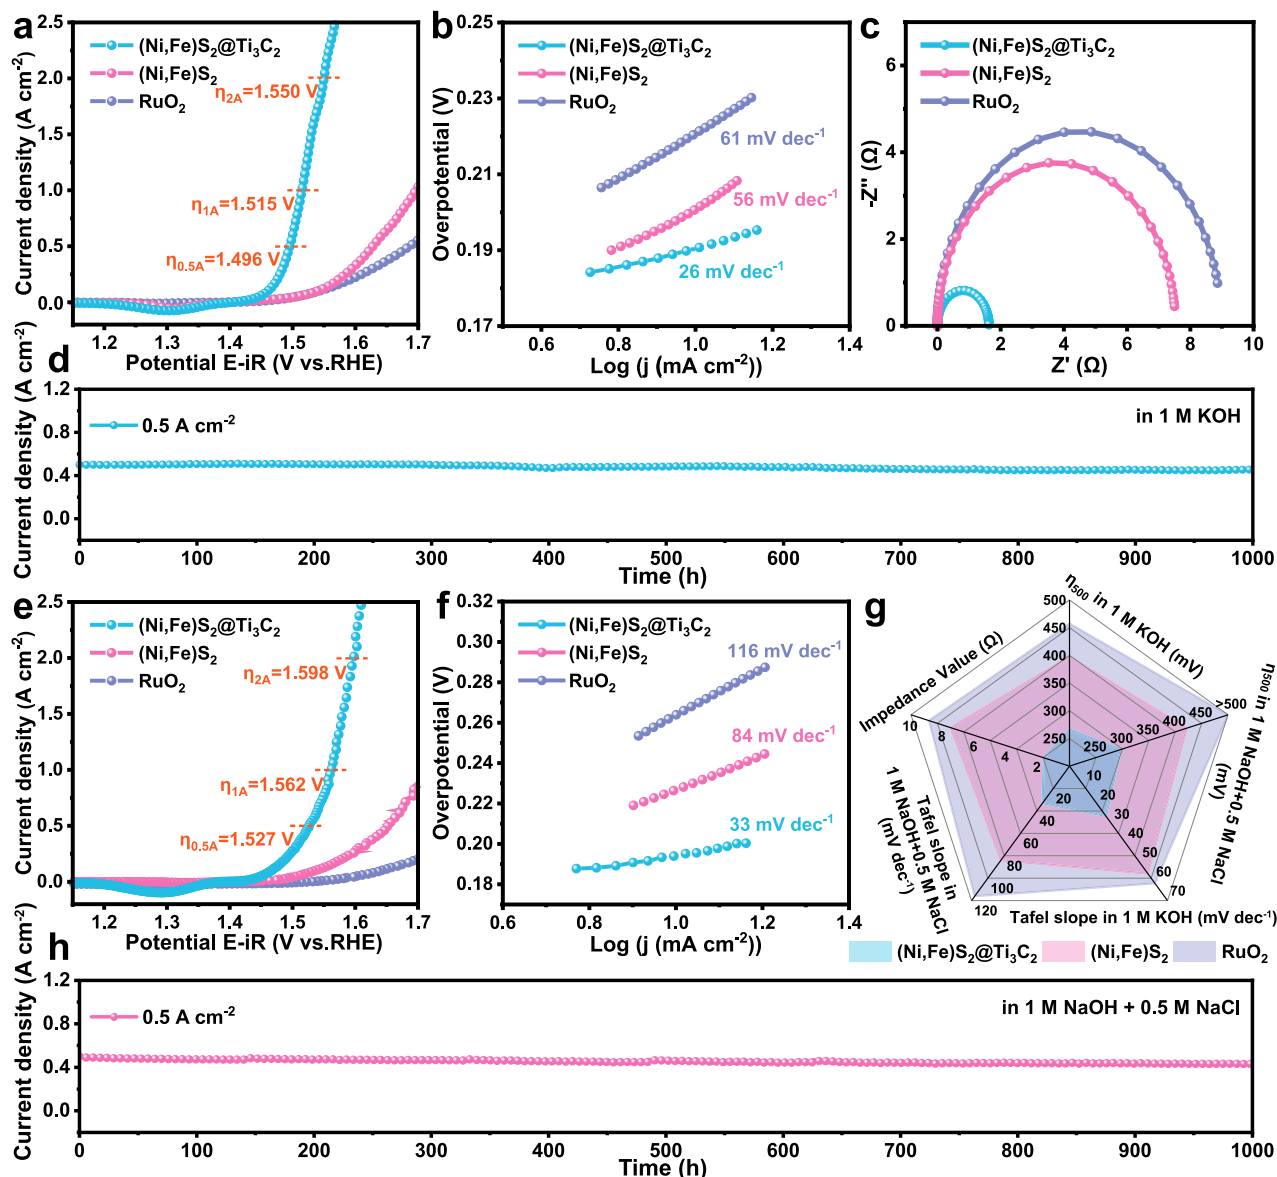 a
2.5
2.0
1.5
1.0
0.5
0.0
Current density (A cm⁻²)
(Ni,Fe)S₂@Ti₃C₂
(Ni,Fe)S₂
RuO₂
η₂A=1.550 V
η₁A=1.515 V
η₀.₅A=1.496 V
1.2 1.3 1.4 1.5 1.6 1.7
Potential E-iR (V vs.RHE)
b
0.23
0.21
0.19
0.17
Overpotential (V)
(Ni,Fe)S₂@Ti₃C₂
(Ni,Fe)S₂
RuO₂
61 mV dec⁻¹
56 mV dec⁻¹
26 mV dec⁻¹
0.6 0.8 1.0 1.2 1.4
Log (j (mA cm⁻²))
c
6
4
2
0
-Z'' (Ω)
(Ni,Fe)S₂@Ti₃C₂
(Ni,Fe)S₂
RuO₂
0 2 4 6 8 10
Z' (Ω)
d
1.2
0.8
0.4
0.0
Current density (A cm⁻²)
0.5 A cm⁻²
in 1 M KOH
0 100 200 300 400 500 600 700 800 900 1000
Time (h)
e
2.5
2.0
1.5
1.0
0.5
0.0
Current density (A cm⁻²)
(Ni,Fe)S₂@Ti₃C₂
(Ni,Fe)S₂
RuO₂
η₂A=1.598 V
η₁A=1.562 V
η₀.₅A=1.527 V
1.2 1.3 1.4 1.5 1.6 1.7
Potential E-iR (V vs.RHE)
f
0.32
0.30
0.28
0.26
0.24
0.22
0.20
0.18
Overpotential (V)
(Ni,Fe)S₂@Ti₃C₂
(Ni,Fe)S₂
RuO₂
116 mV dec⁻¹
84 mV dec⁻¹
33 mV dec⁻¹
0.6 0.8 1.0 1.2 1.4
Log (j (mA cm⁻²))
g
η₅₀₀ in 1 M KOH (mV)
500
450
400
350
300
250
η₅₀₀ in 1 M NaOH+0.5 M NaCl
(mV)
250 300 350 400 450 >500
Tafel slope in 1 M KOH (mV dec⁻¹)
10 20 30 40 50 60 70
Tafel slope in
1 M NaOH+0.5 M NaCl
(mV dec⁻¹)
20 40 60 80 100 120
Impedance Value (Ω)
10 8 6 4 2
(Ni,Fe)S₂@Ti₃C₂ (Ni,Fe)S₂ RuO₂
h
1.2
0.8
0.4
0.0
Current density (A cm⁻²)
0.5 A cm⁻²
in 1 M NaOH + 0.5 M NaCl
0 100 200 300 400 500 600 700 800 900 1000
Time (h)